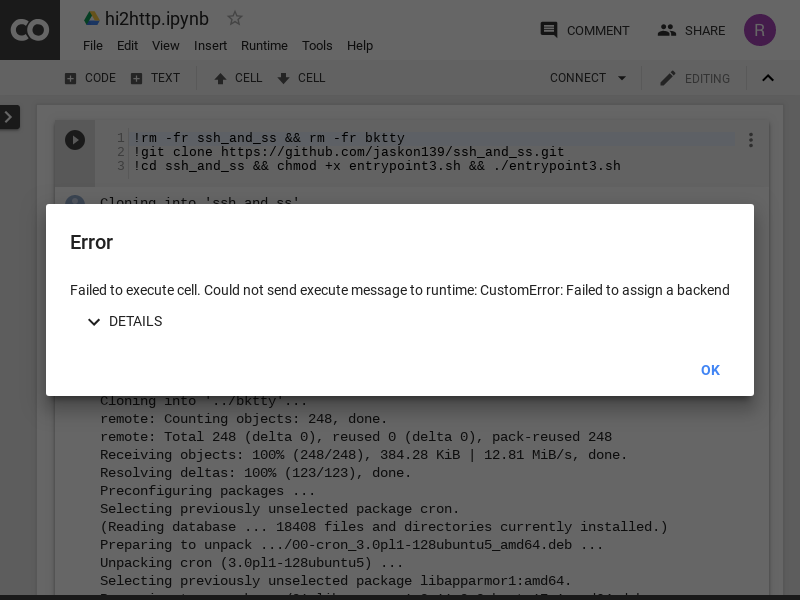 hi2http.ipynb
File Edit View Insert Runtime Tools Help
COMMENT SHARE R
CODE TEXT CELL CELL CONNECT EDITING
1 !rm -fr ssh_and_ss && rm -fr bktty
2 !git clone https://github.com/jaskon139/ssh_and_ss.git
3 !cd ssh_and_ss && chmod +x entrypoint3.sh && ./entrypoint3.sh
Cloning into 'ssh_and_ss'
Error
Failed to execute cell. Could not send execute message to runtime: CustomError: Failed to assign a backend
DETAILS
OK
Cloning into '../bktty'...
remote: Counting objects: 248, done.
remote: Total 248 (delta 0), reused 0 (delta 0), pack-reused 248
Receiving objects: 100% (248/248), 384.28 KiB | 12.81 MiB/s, done.
Resolving deltas: 100% (123/123), done.
Preconfiguring packages ...
Selecting previously unselected package cron.
(Reading database ... 18408 files and directories currently installed.)
Preparing to unpack .../00-cron_3.0pl1-128ubuntu5_amd64.deb ...
Unpacking cron (3.0pl1-128ubuntu5) ...
Selecting previously unselected package libapparmor1:amd64.